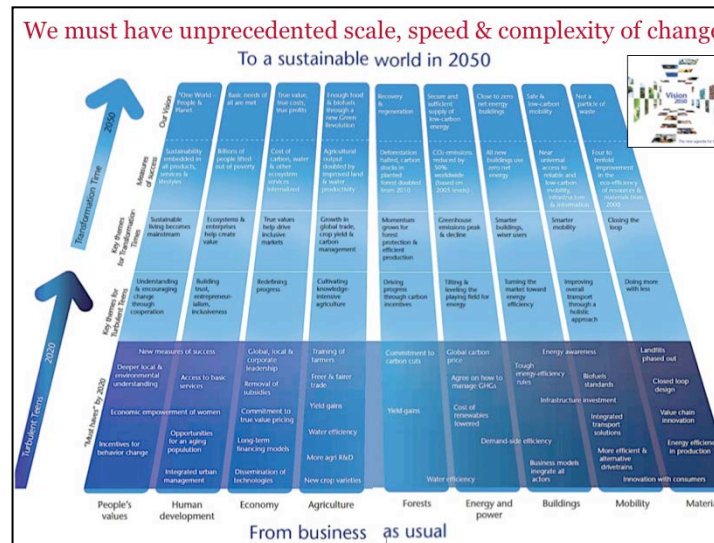 We must have unprecedented scale, speed & complexity of change
To a sustainable world in 2050
Vision
2050
2050
Transformation Time
2020
Turbulent Teens
Our Vision
"One World –
People &
Planet
Basic needs of
all are met
True value,
true costs,
true profits
Enough food
& biofuels
through a
new Green
Revolution
Recovery &
regeneration
Secure and
sufficient
supply of
low-carbon
energy
Close to zero
net energy
buildings
Safe &
low-carbon
mobility
Not a
particle of
waste
Measures
of success
Sustainability
embedded in
all products,
services &
lifestyles
Billions of
people lifted
out of poverty
Cost of
carbon, water
& other
ecosystem
services
internalized
Agricultural
output
doubled by
improved
land & water
productivity
Deforestation
halted, carbon
stocks in
planted
forest doubled
from 2010
CO₂ emissions
reduced by
50%
worldwide
(based on
2005 levels)
All new
buildings use
zero net
energy
Near
universal
access to
reliable and
low-carbon
mobility,
infrastructure
& information
Four to
tenfold
improvement in
the
eco-efficiency of
resources &
materials from
2000
Key themes
for Transformation
Times
Sustainable
living becomes
mainstream
Ecosystems &
enterprises
help create
value
True values
help drive
inclusive
markets
Growth in
global trade,
crop yield &
carbon
management
Momentum
grows for
forest
protection &
efficient
production
Greenhouse
emissions
peak & decline
Smarter
buildings,
wiser users
Smarter
mobility
Closing the
loop
Key themes for
Turbulent Teens
Understanding
& encouraging
change
through
cooperation
Building
trust,
entrepreneur-
ialism,
inclusiveness
Redefining
progress
Cultivating
knowledge-
intensive
agriculture
Driving
progress
through carbon
incentives
Tilting &
leveling the
playing field for
energy
Turning the
market toward
energy
efficiency
Improving
overall
transport
through a
holistic
approach
Doing more
with less
"Must haves" by 2020
New measures of success
Deeper local &
environmental
understanding
Access to basic
services
Economic empowerment of women
Incentives for
behavior change
Opportunities
for an aging
population
Integrated urban
management
Global, local &
corporate
leadership
Removal of
subsidies
Commitment to
true value pricing
Long-term
financing models
Dissemination of
technologies
Training of
farmers
Freer & fairer
trade
Yield gains
Water efficiency
More agri R&D
New crop varieties
Commitment to
carbon cuts
Yield gains
Water efficiency
Global carbon
price
Agree on how to
manage GHGs
Cost of
renewables
lowered
Demand-side efficiency
Energy awareness
Tough
energy-efficiency
rules
Infrastructure investment
Business models
inegrate all
actors
Biofuels
standards
Integrated
transport
solutions
More efficient &
alternative
drivetrains
Innovation with consumers
Landfills
phased out
Closed loop
design
Value chain
innovation
Energy efficiency
in production
People's
values
Human
development
Economy
Agriculture
Forests
Energy and
power
Buildings
Mobility
Material
From business as usual